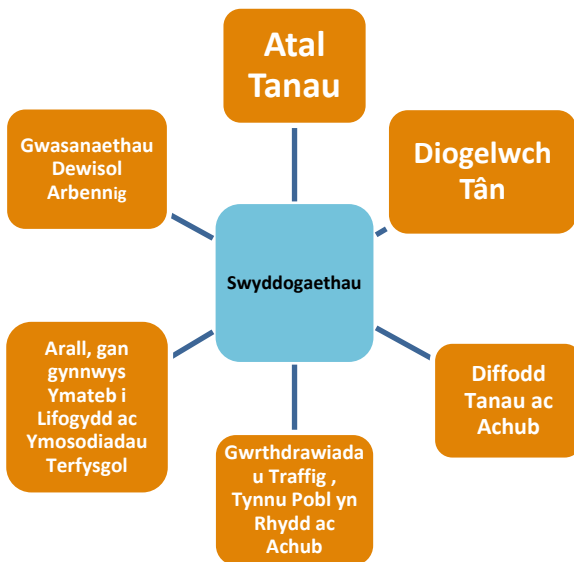 Atal
Tanau
Diogelwch
Tân
Gwasanaethau
Dewisol
Arbennig
Swyddogaethau
Diffodd
Tanau ac
Achub
Arall, gan
gynnwys
Ymateb i
Lifogydd ac
Ymosodiadau
Terfysgol
Gwrthdrawiada
u Traffig ,
Tynnu Pobl yn
Rhydd ac
Achub